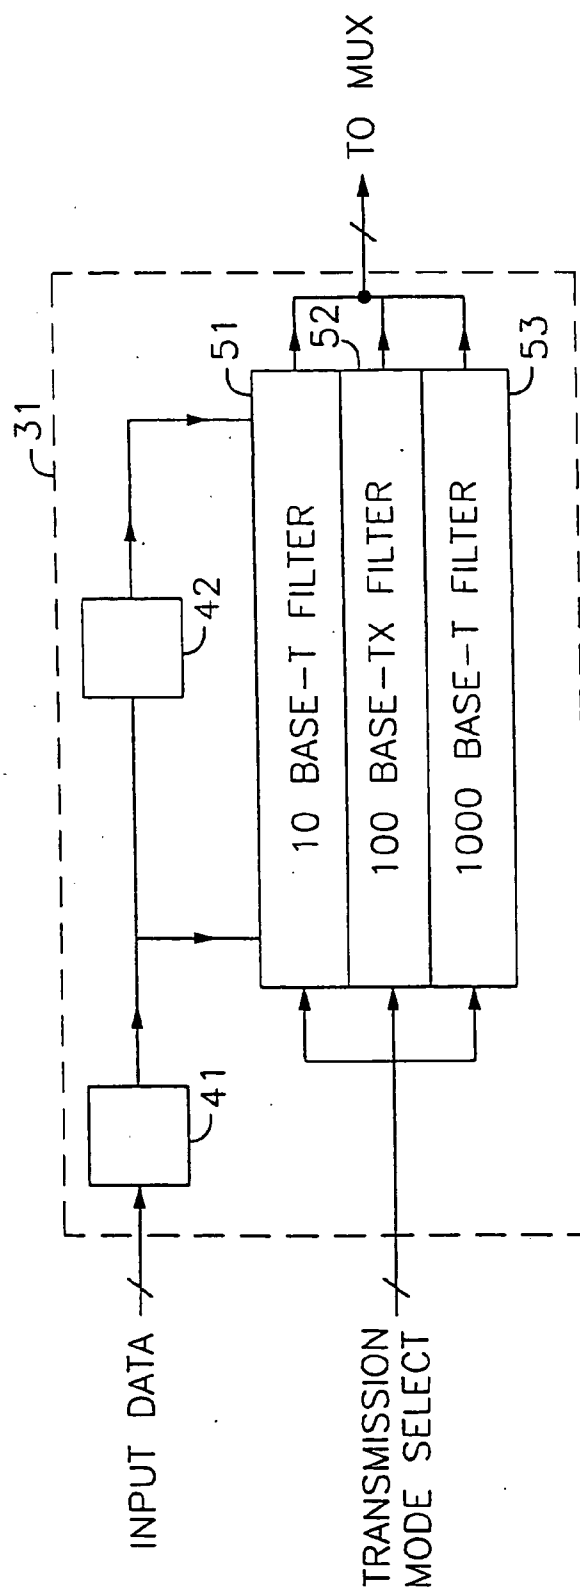 31
INPUT DATA
41
42
51
52
53
10 BASE-T FILTER
100 BASE-TX FILTER
1000 BASE-T FILTER
TRANSMISSION
MODE SELECT
TO MUX